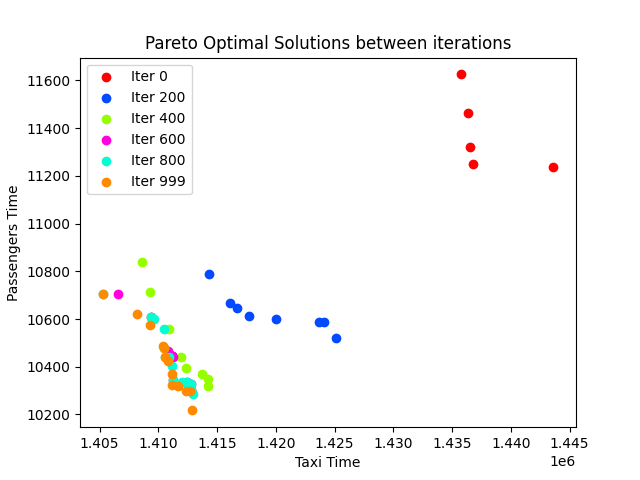 Pareto Optimal Solutions between iterations
Iter 0
Iter 200
Iter 400
Iter 600
Iter 800
Iter 999
11600
11400
11200
11000
10800
10600
10400
10200
Passengers Time
1.405 1.410 1.415 1.420 1.425 1.430 1.435 1.440 1.445
1e6
Taxi Time